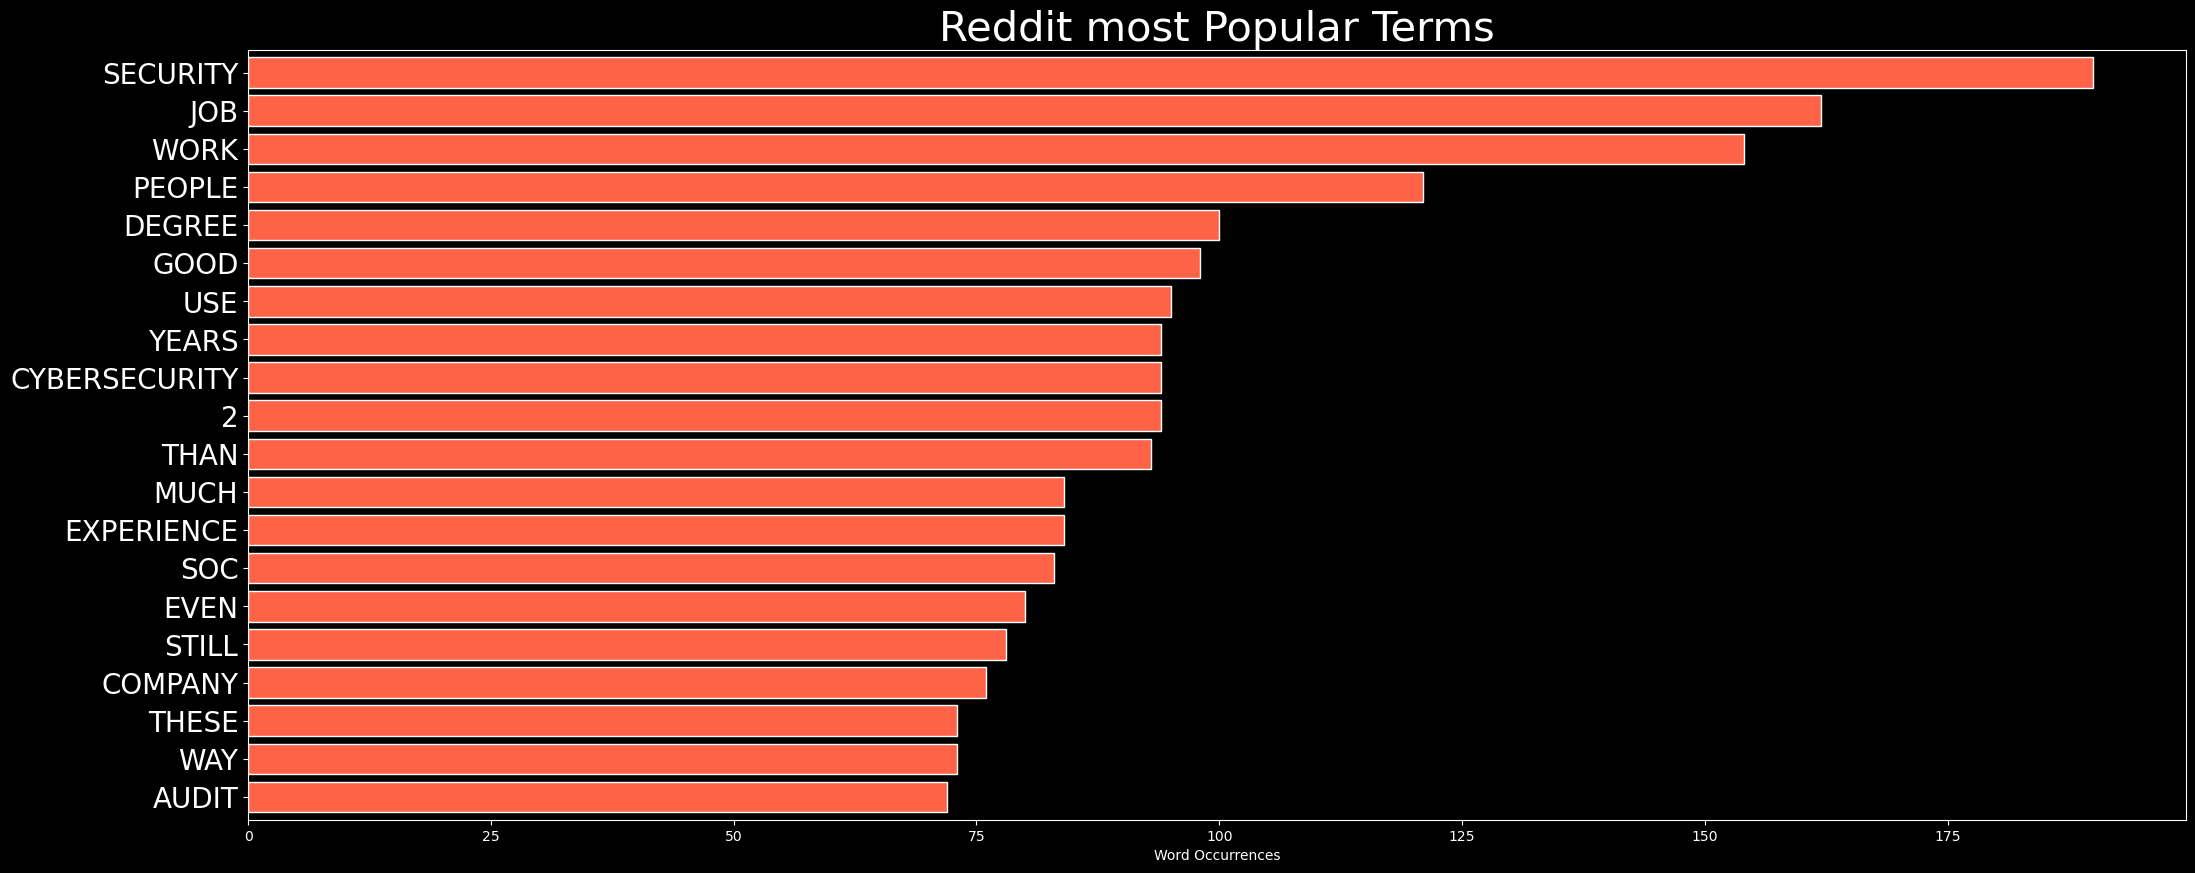 Reddit most Popular Terms
SECURITY
JOB
WORK
PEOPLE
DEGREE
GOOD
USE
YEARS
CYBERSECURITY
2
THAN
MUCH
EXPERIENCE
SOC
EVEN
STILL
COMPANY
THESE
WAY
AUDIT
0 25 50 75 100 125 150 175
Word Occurrences